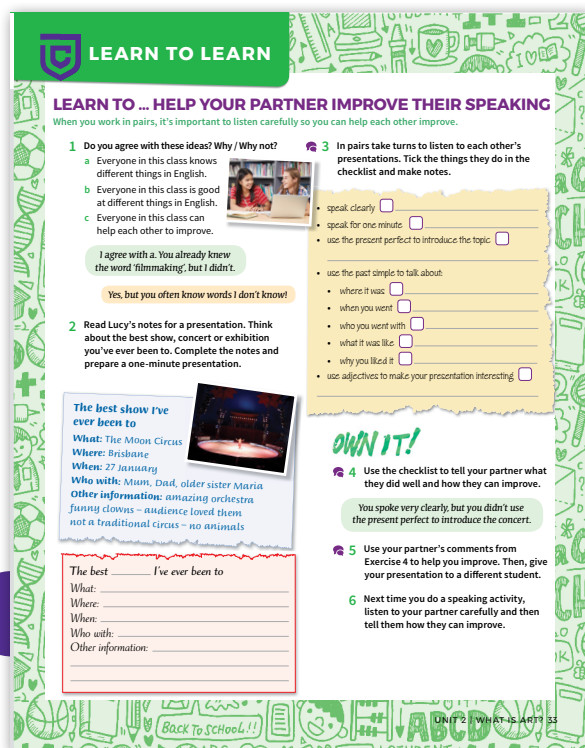 LEARN TO LEARN
LEARN TO ... HELP YOUR PARTNER IMPROVE THEIR SPEAKING
When you work in pairs, it's important to listen carefully so you can help each other improve.
1 Do you agree with these ideas? Why / Why not?
a Everyone in this class knows
different things in English.
b Everyone in this class is good
at different things in English.
c Everyone in this class can
help each other to improve.
I agree with a. You already knew
the word 'filmmaking', but I didn't.
Yes, but you often know words I don't know!
2 Read Lucy's notes for a presentation. Think
about the best show, concert or exhibition
you've ever been to. Complete the notes and
prepare a one-minute presentation.
The best show I've
ever been to
What: The Moon Circus
Where: Brisbane
When: 27 January
Who with: Mum, Dad, older sister Maria
Other information: amazing orchestra
funny clowns – audience loved them
not a traditional circus – no animals
The best ______ I've ever been to
What:
Where:
When:
Who with:
Other information:
3 In pairs take turns to listen to each other's
presentations. Tick the things they do in the
checklist and make notes.
• speak clearly
• speak for one minute
• use the present perfect to introduce the topic
• use the past simple to talk about:
• where it was
• when you went
• who you went with
• what it was like
• why you liked it
• use adjectives to make your presentation interesting
OWN IT!
4 Use the checklist to tell your partner what
they did well and how they can improve.
You spoke very clearly, but you didn't use
the present perfect to introduce the concert.
5 Use your partner's comments from
Exercise 4 to help you improve. Then, give
your presentation to a different student.
6 Next time you do a speaking activity,
listen to your partner carefully and then
tell them how they can improve.
BACK TO SCHOOL!!
ABCD
UNIT 2 | WHAT IS ART? 33